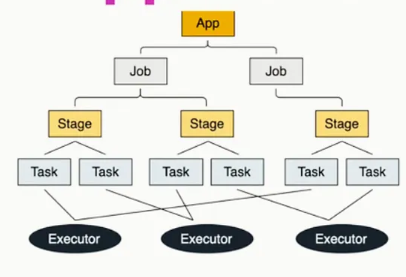 App
Job Job
Stage Stage Stage
Task Task Task Task Task Task
Executor Executor Executor